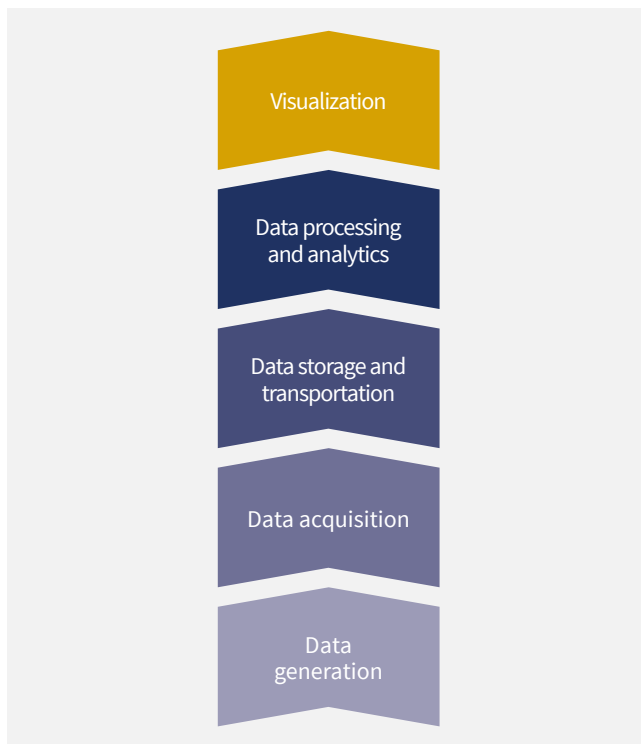 Visualization
Data processing
and analytics
Data storage and
transportation
Data acquisition
Data
generation